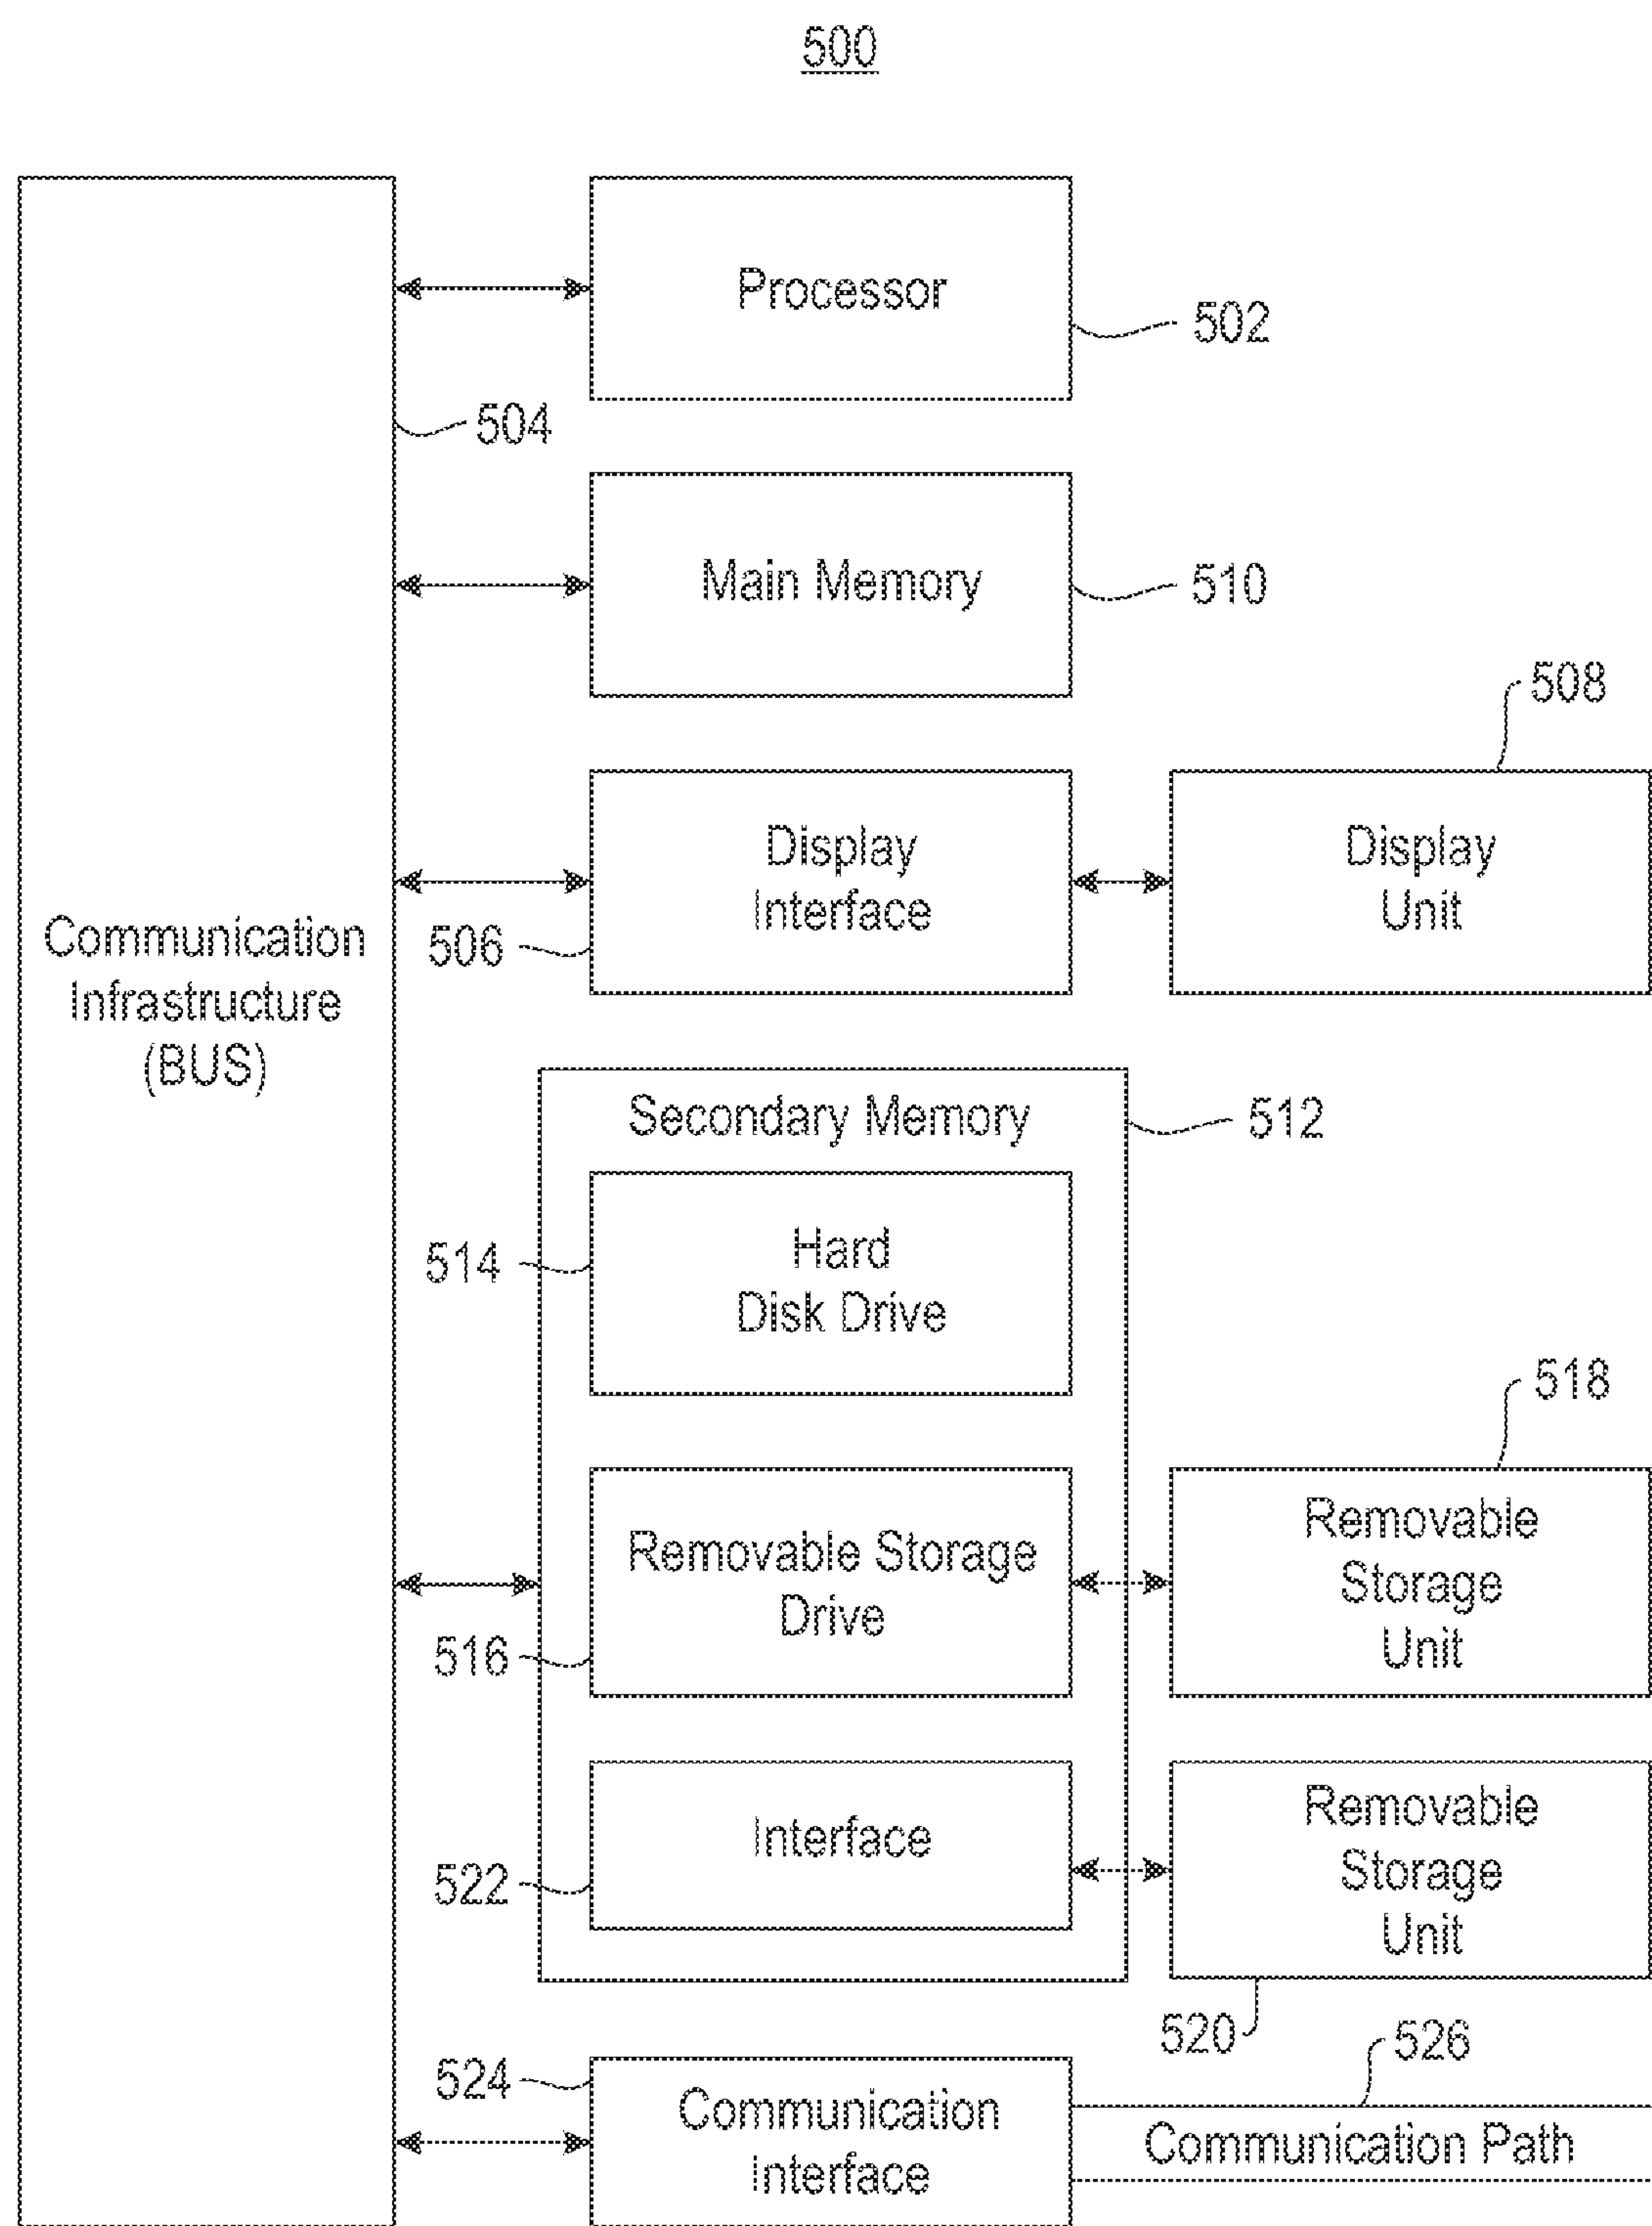 500
Processor
502
504
Main Memory
510
508
Display
Interface
Display
Unit
506
Communication
Infrastructure
(BUS)
Secondary Memory
512
514
Hard
Disk Drive
518
Removable Storage
Drive
Removable
Storage
Unit
516
Interface
Removable
Storage
Unit
522
520
526
524
Communication
Interface
Communication Path